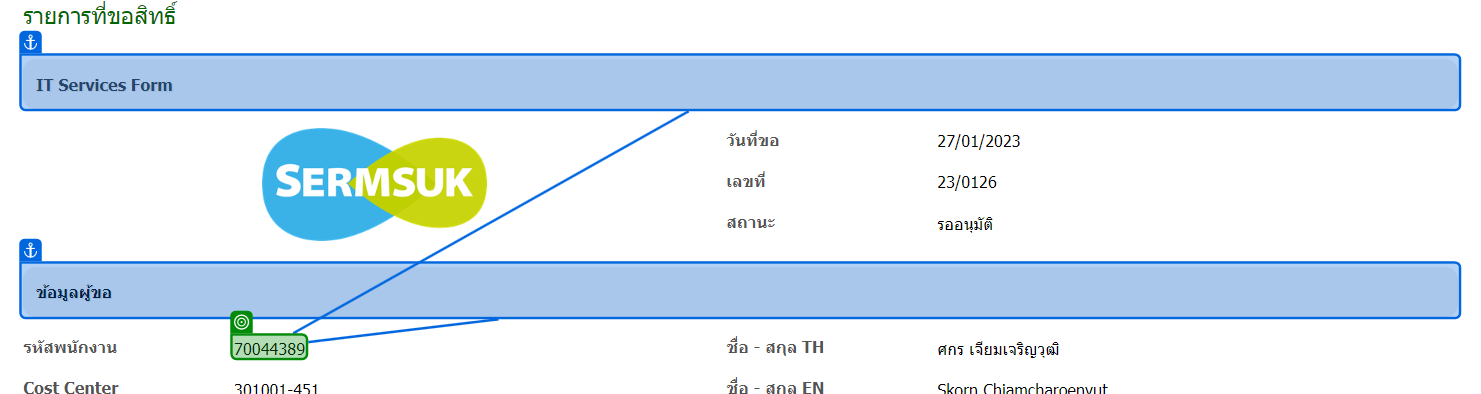 รายการที่ขอสิทธิ์
IT Services Form
SERMSUK
วันที่ขอ 27/01/2023
เลขที่ 23/0126
สถานะ รออนุมัติ
ข้อมูลผู้ขอ
รหัสพนักงาน 70044389 ชื่อ - สกุล TH ศกร เจียมเจริญวุฒิ
Cost Center 301001-451 ชื่อ - สกุล EN Skorn Chiamcharoenvut